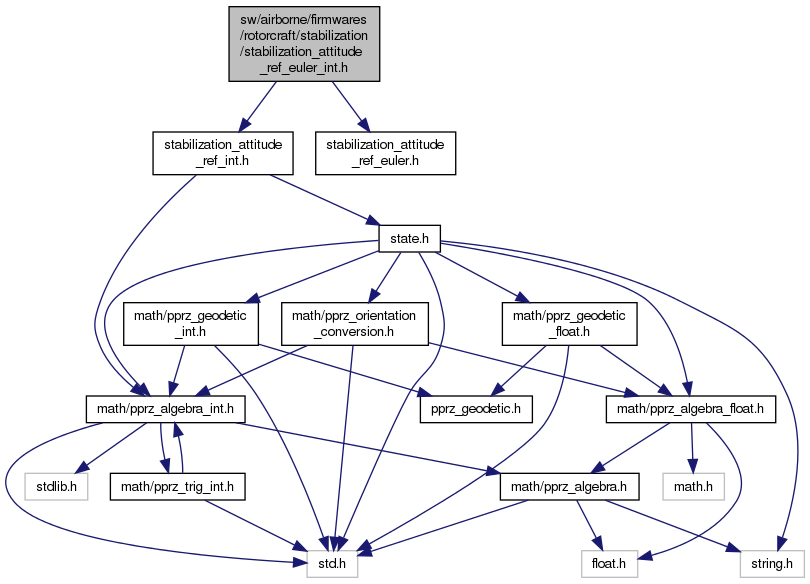 sw/airborne/firmwares
/rotorcraft/stabilization
/stabilization_attitude
_ref_euler_int.h
stabilization_attitude
_ref_int.h
stabilization_attitude
_ref_euler.h
state.h
math/pprz_geodetic
_int.h
math/pprz_orientation
_conversion.h
math/pprz_geodetic
_float.h
math/pprz_algebra_int.h
pprz_geodetic.h
math/pprz_algebra_float.h
stdlib.h
math/pprz_trig_int.h
math/pprz_algebra.h
math.h
std.h
float.h
string.h